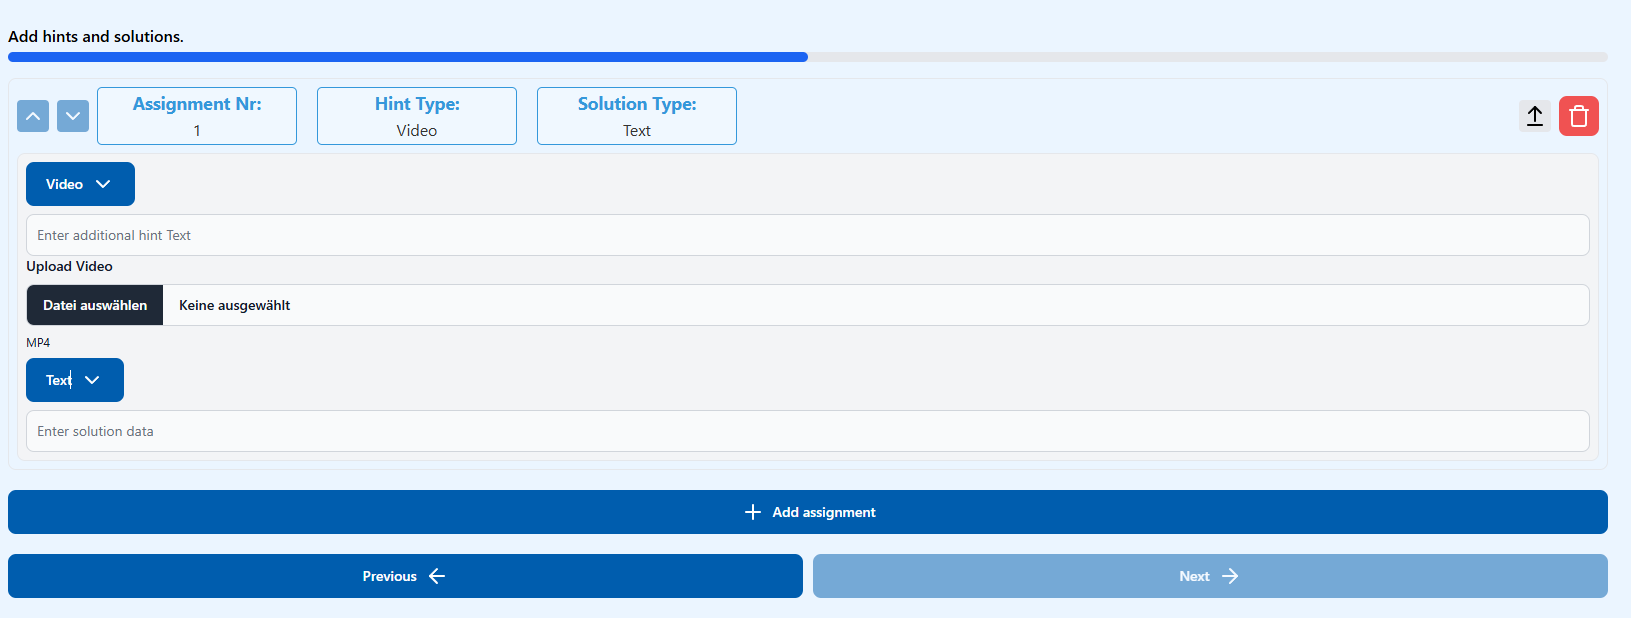 Add hints and solutions.
Assignment Nr:
1
Hint Type:
Video
Solution Type:
Text
Video
Enter additional hint Text
Upload Video
Datei auswählen Keine ausgewählt
MP4
Text
Enter solution data
Add assignment
Previous
Next